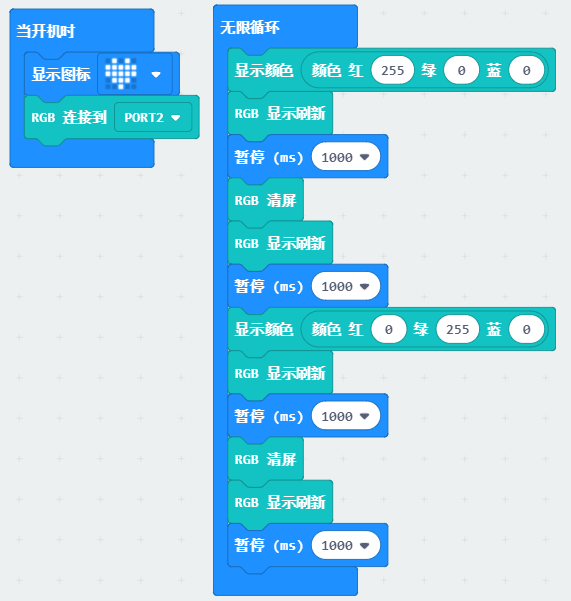 当开机时
显示图标
RGB 连接到 PORT2
无限循环
显示颜色 颜色 红 255 绿 0 蓝 0
RGB 显示刷新
暂停 (ms) 1000
RGB 清屏
RGB 显示刷新
暂停 (ms) 1000
显示颜色 颜色 红 0 绿 255 蓝 0
RGB 显示刷新
暂停 (ms) 1000
RGB 清屏
RGB 显示刷新
暂停 (ms) 1000